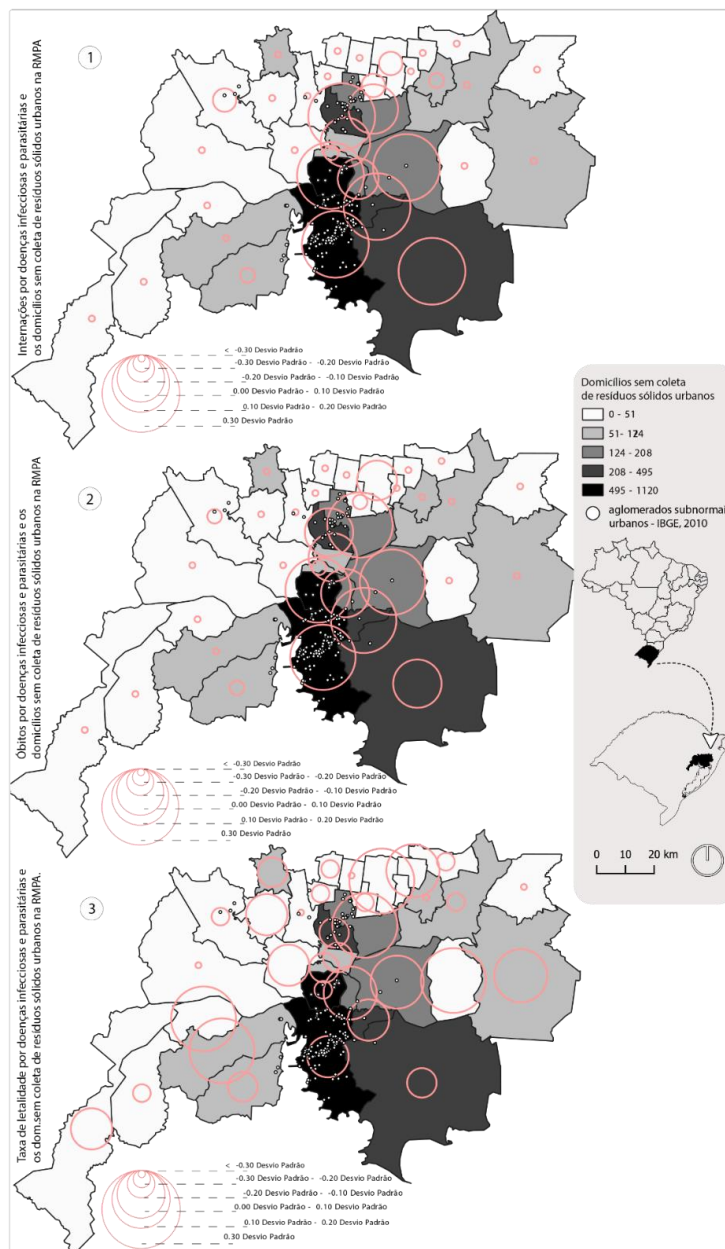 1
Internações por doenças infecciosas e parasitárias e
os domicílios sem coleta de resíduos sólidos urbanos na RMPA
< -0.30 Desvio Padrão
-0.30 Desvio Padrão - -0.20 Desvio Padrão
-0.20 Desvio Padrão - -0.10 Desvio Padrão
0.00 Desvio Padrão - 0.10 Desvio Padrão
0.10 Desvio Padrão - 0.20 Desvio Padrão
0.30 Desvio Padrão
2
Óbitos por doenças infecciosas e parasitárias e os
domicílios sem coleta de resíduos sólidos urbanos na RMPA
< -0.30 Desvio Padrão
-0.30 Desvio Padrão - -0.20 Desvio Padrão
-0.20 Desvio Padrão - -0.10 Desvio Padrão
0.00 Desvio Padrão - 0.10 Desvio Padrão
0.10 Desvio Padrão - 0.20 Desvio Padrão
0.30 Desvio Padrão
3
Taxa de letalidade por doenças infecciosas e parasitárias e
os dom.sem coleta de resíduos sólidos urbanos na RMPA.
< -0.30 Desvio Padrão
-0.30 Desvio Padrão - -0.20 Desvio Padrão
-0.20 Desvio Padrão - -0.10 Desvio Padrão
0.00 Desvio Padrão - 0.10 Desvio Padrão
0.10 Desvio Padrão - 0.20 Desvio Padrão
0.30 Desvio Padrão
Domicílios sem coleta
de resíduos sólidos urbanos
0 - 51
51- 124
124 - 208
208 - 495
495 - 1120
aglomerados subnormais
urbanos - IBGE, 2010
0 10 20 km